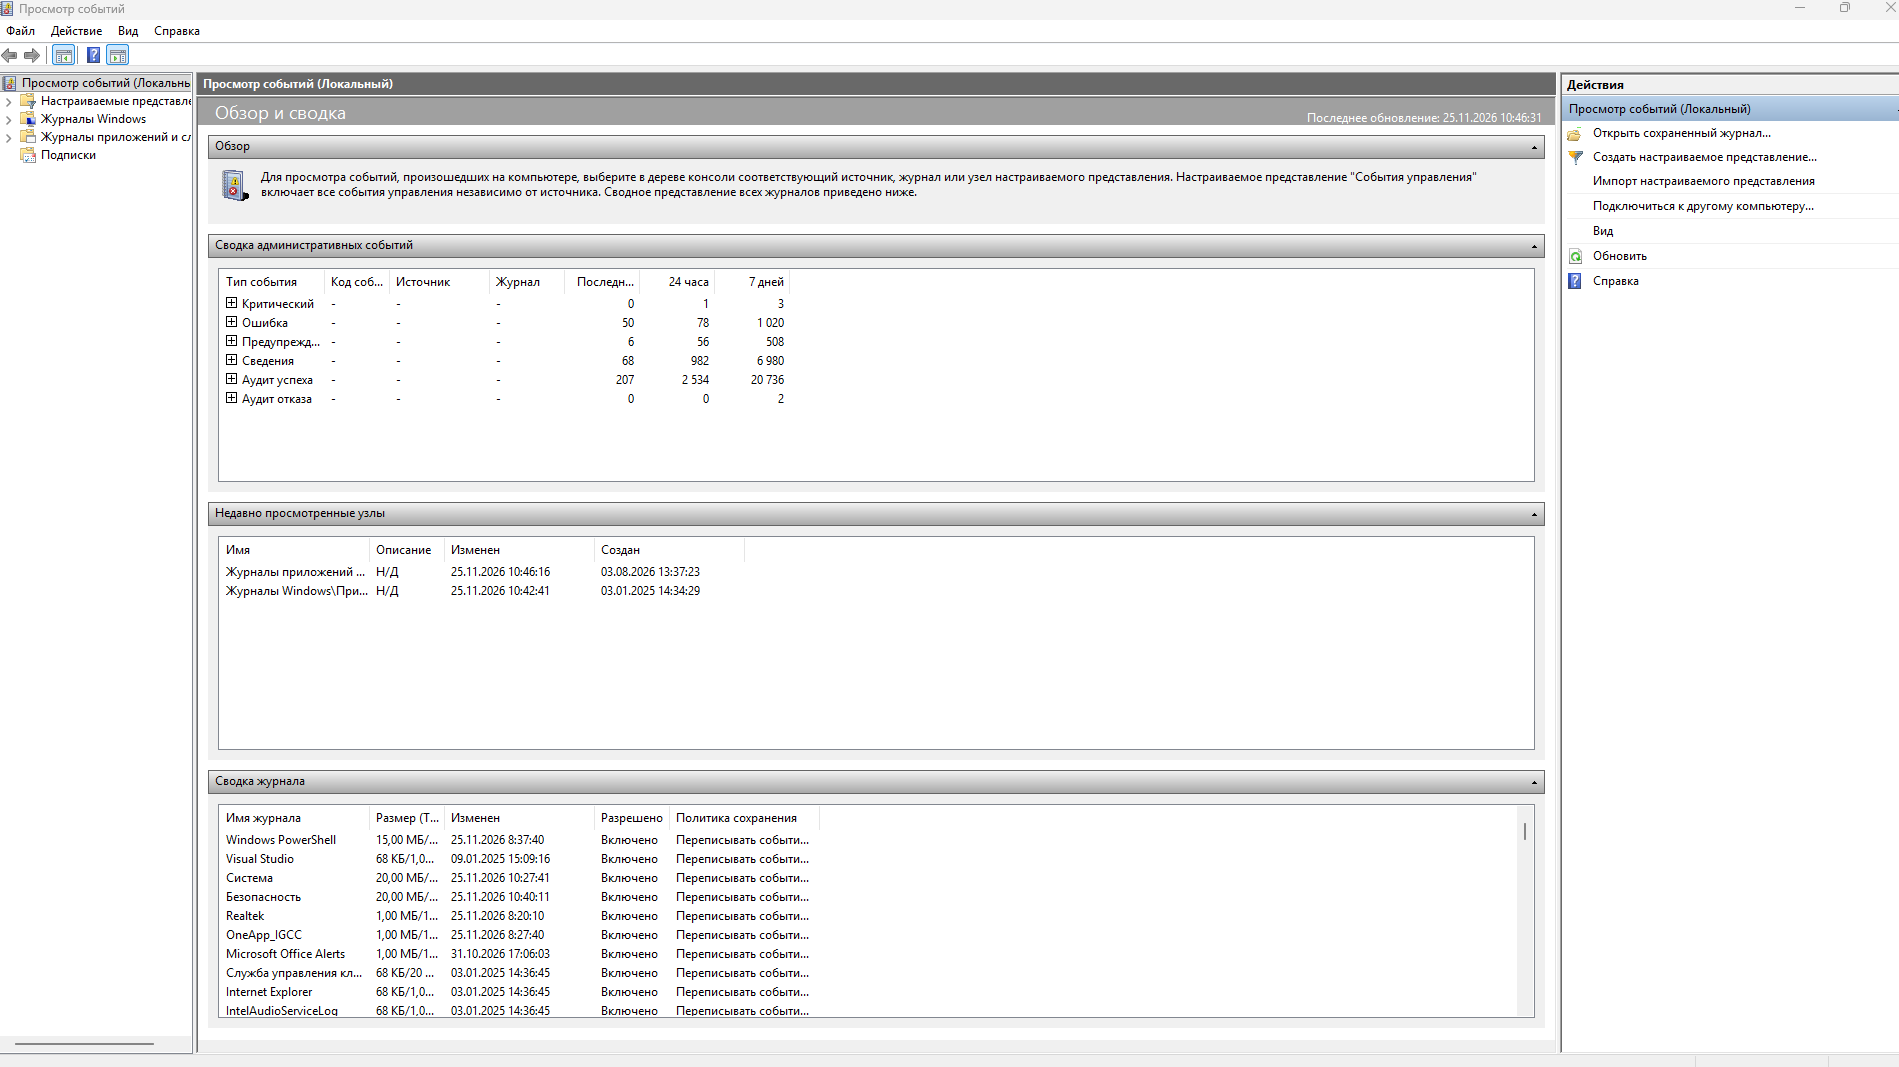 Просмотр событий
Файл Действие Вид Справка
Просмотр событий (Локальнь
Настраиваемые представле
Журналы Windows
Журналы приложений и сл
Подписки
Просмотр событий (Локальный)
Обзор и сводка
Последнее обновление: 25.11.2026 10:46:31
Обзор
Для просмотра событий, произошедших на компьютере, выберите в дереве консоли соответствующий источник, журнал или узел настраиваемого представления. Настраиваемое представление "События управления"
включает все события управления независимо от источника. Сводное представление всех журналов приведено ниже.
Сводка административных событий
Тип события Код соб... Источник Журнал Последн... 24 часа 7 дней
Критический - - - 0 1 3
Ошибка - - - 50 78 1 020
Предупрежд... - - - 6 56 508
Сведения - - - 68 982 6 980
Аудит успеха - - - 207 2 534 20 736
Аудит отказа - - - 0 0 2
Недавно просмотренные узлы
Имя Описание Изменен Создан
Журналы приложений ... Н/Д 25.11.2026 10:46:16 03.08.2026 13:37:23
Журналы Windows\При... Н/Д 25.11.2026 10:42:41 03.01.2025 14:34:29
Сводка журнала
Имя журнала Размер (Т... Изменен Разрешено Политика сохранения
Windows PowerShell 15,00 МБ/... 25.11.2026 8:37:40 Включено Переписывать событи...
Visual Studio 68 КБ/1,0... 09.01.2025 15:09:16 Включено Переписывать событи...
Система 20,00 МБ/... 25.11.2026 10:27:41 Включено Переписывать событи...
Безопасность 20,00 МБ/... 25.11.2026 10:40:11 Включено Переписывать событи...
Realtek 1,00 МБ/1... 25.11.2026 8:20:10 Включено Переписывать событи...
OneApp_IGCC 1,00 МБ/1... 25.11.2026 8:27:40 Включено Переписывать событи...
Microsoft Office Alerts 1,00 МБ/1... 31.10.2026 17:06:03 Включено Переписывать событи...
Служба управления кл... 68 КБ/20 ... 03.01.2025 14:36:45 Включено Переписывать событи...
Internet Explorer 68 КБ/1,0... 03.01.2025 14:36:45 Включено Переписывать событи...
IntelAudioServiceLog 68 КБ/1,0... 03.01.2025 14:36:45 Включено Переписывать событи...
Действия
Просмотр событий (Локальный)
Открыть сохраненный журнал...
Создать настраиваемое представление...
Импорт настраиваемого представления
Подключиться к другому компьютеру...
Вид
Обновить
Справка